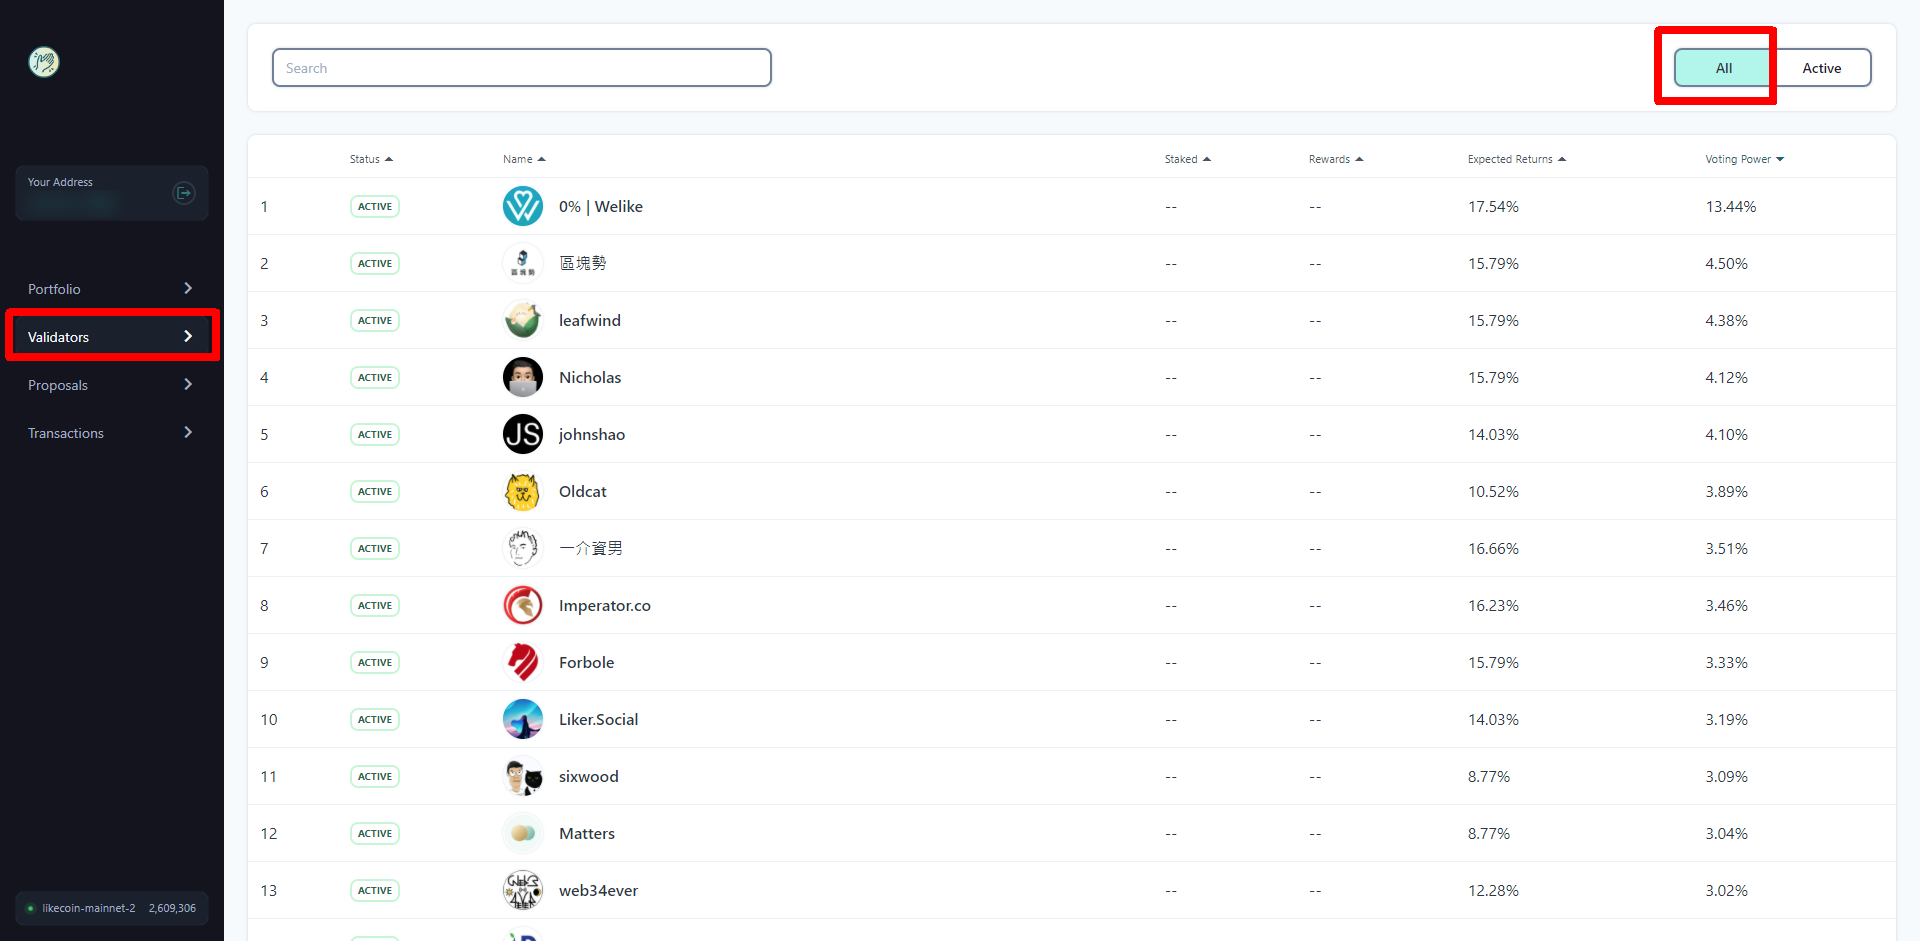 Search
All
Active
Your Address
Portfolio
Validators
Proposals
Transactions
likecoin-mainnet-2 2,609,306
Status Name Staked Rewards Expected Returns Voting Power
1 ACTIVE 0% | Welike -- -- 17.54% 13.44%
2 ACTIVE 區塊勢 區塊勢 -- -- 15.79% 4.50%
3 ACTIVE leafwind -- -- 15.79% 4.38%
4 ACTIVE Nicholas -- -- 15.79% 4.12%
5 ACTIVE JS johnshao -- -- 14.03% 4.10%
6 ACTIVE Oldcat -- -- 10.52% 3.89%
7 ACTIVE 一介資男 -- -- 16.66% 3.51%
8 ACTIVE Imperator.co -- -- 16.23% 3.46%
9 ACTIVE Forbole -- -- 15.79% 3.33%
10 ACTIVE Liker.Social -- -- 14.03% 3.19%
11 ACTIVE sixwood -- -- 8.77% 3.09%
12 ACTIVE Matters -- -- 8.77% 3.04%
13 ACTIVE web34ever -- -- 12.28% 3.02%